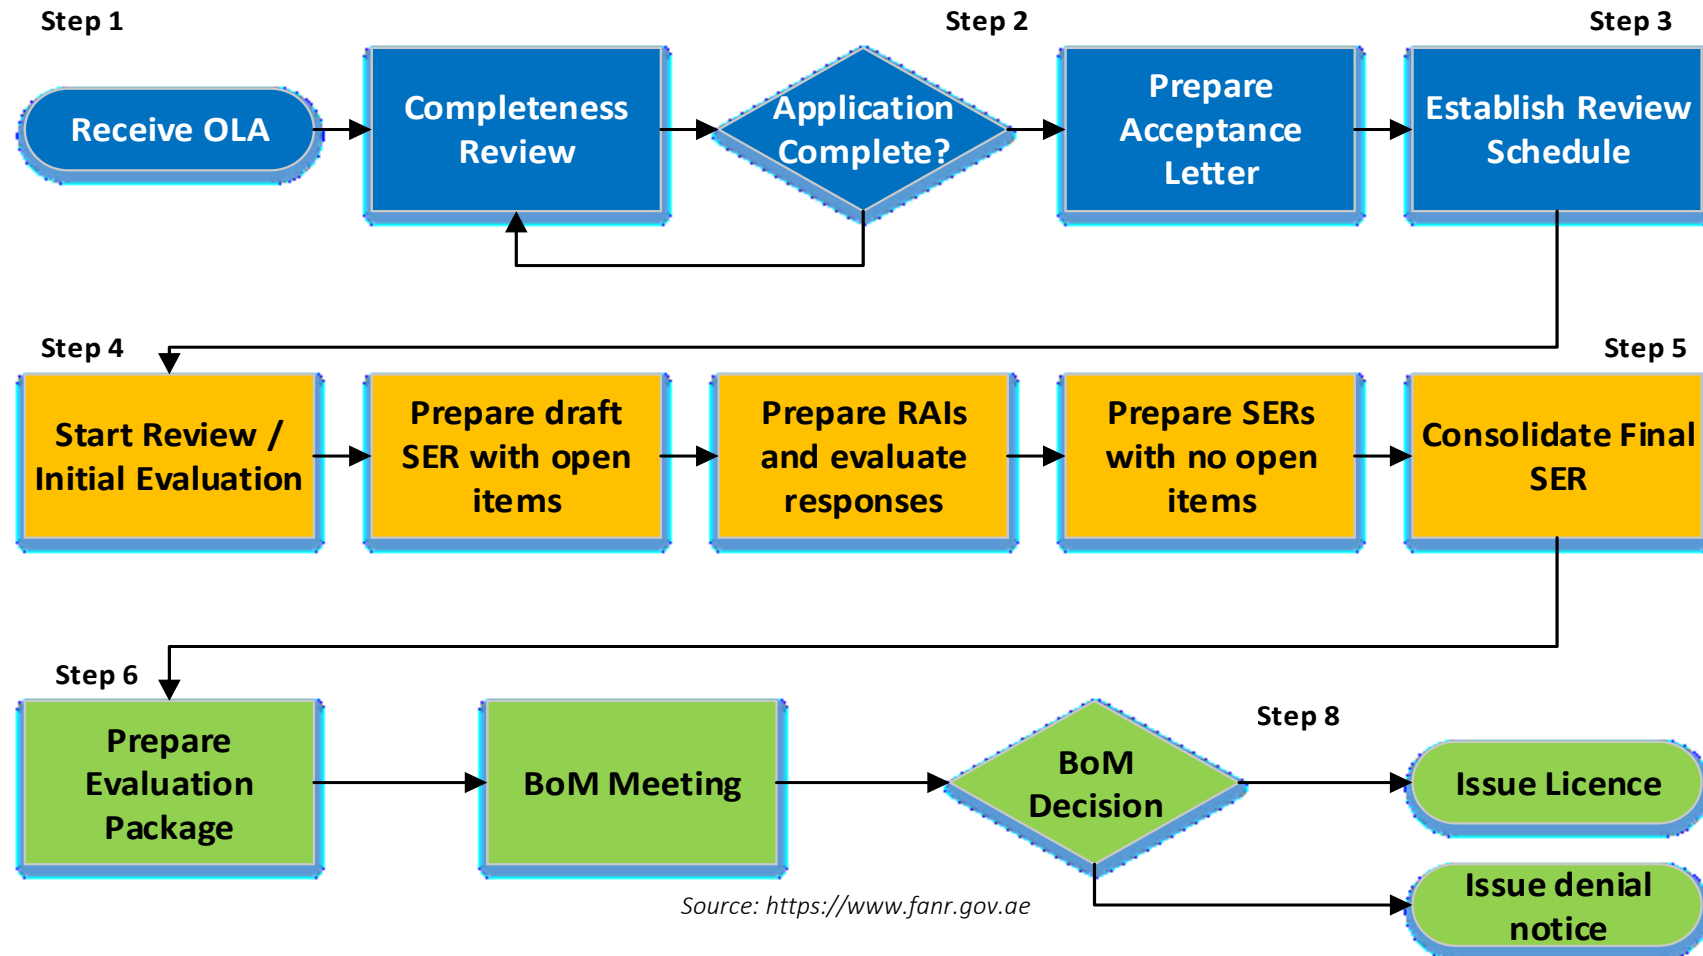 Step 1
Step 2
Step 3
Receive OLA
Completeness
Review
Application
Complete?
Prepare
Acceptance
Letter
Establish Review
Schedule
Step 4
Step 5
Start Review /
Initial Evaluation
Prepare draft
SER with open
items
Prepare RAIs
and evaluate
responses
Prepare SERs
with no open
items
Consolidate Final
SER
Step 6
Step 8
Prepare
Evaluation
Package
BoM Meeting
BoM
Decision
Issue Licence
Issue denial
notice
Source: https://www.fanr.gov.ae